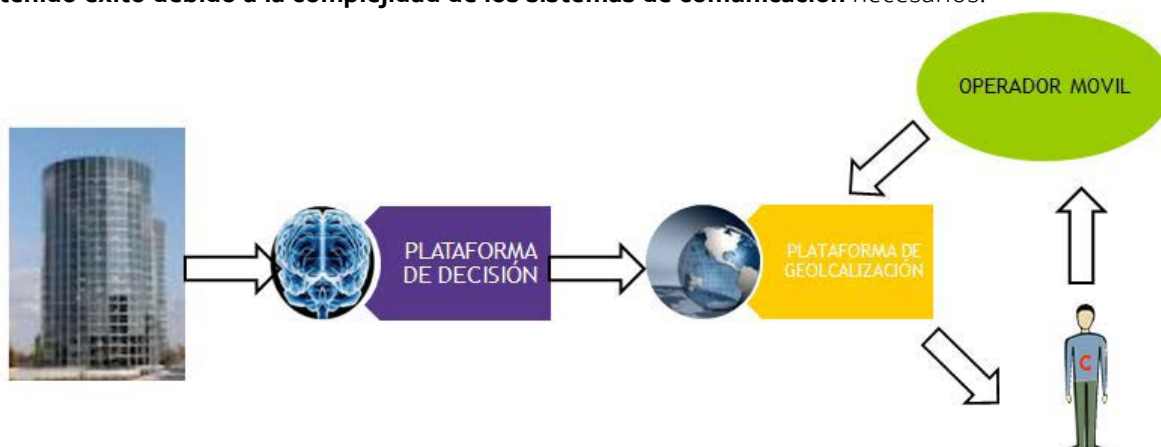 tenido éxito debido a la complejidad de los sistemas de comunicación necesarios.
OPERADOR MOVIL
PLATAFORMA
DE DECISIÓN
PLATAFORMA DE
GEOLCALIZACIÓN
C